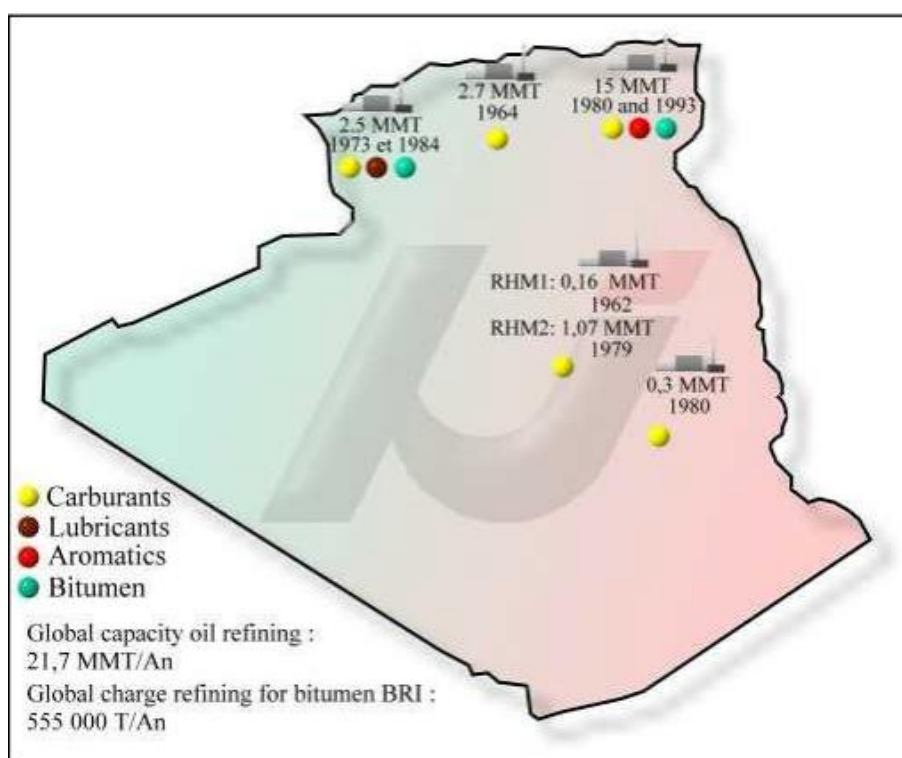 2.5 MMT
1973 et 1984
2.7 MMT
1964
15 MMT
1980 and 1993
RHM1: 0,16 MMT
1962
RHM2: 1,07 MMT
1979
0,3 MMT
1980
Carburants
Lubricants
Aromatics
Bitumen
Global capacity oil refining :
21,7 MMT/An
Global charge refining for bitumen BRI :
555 000 T/An